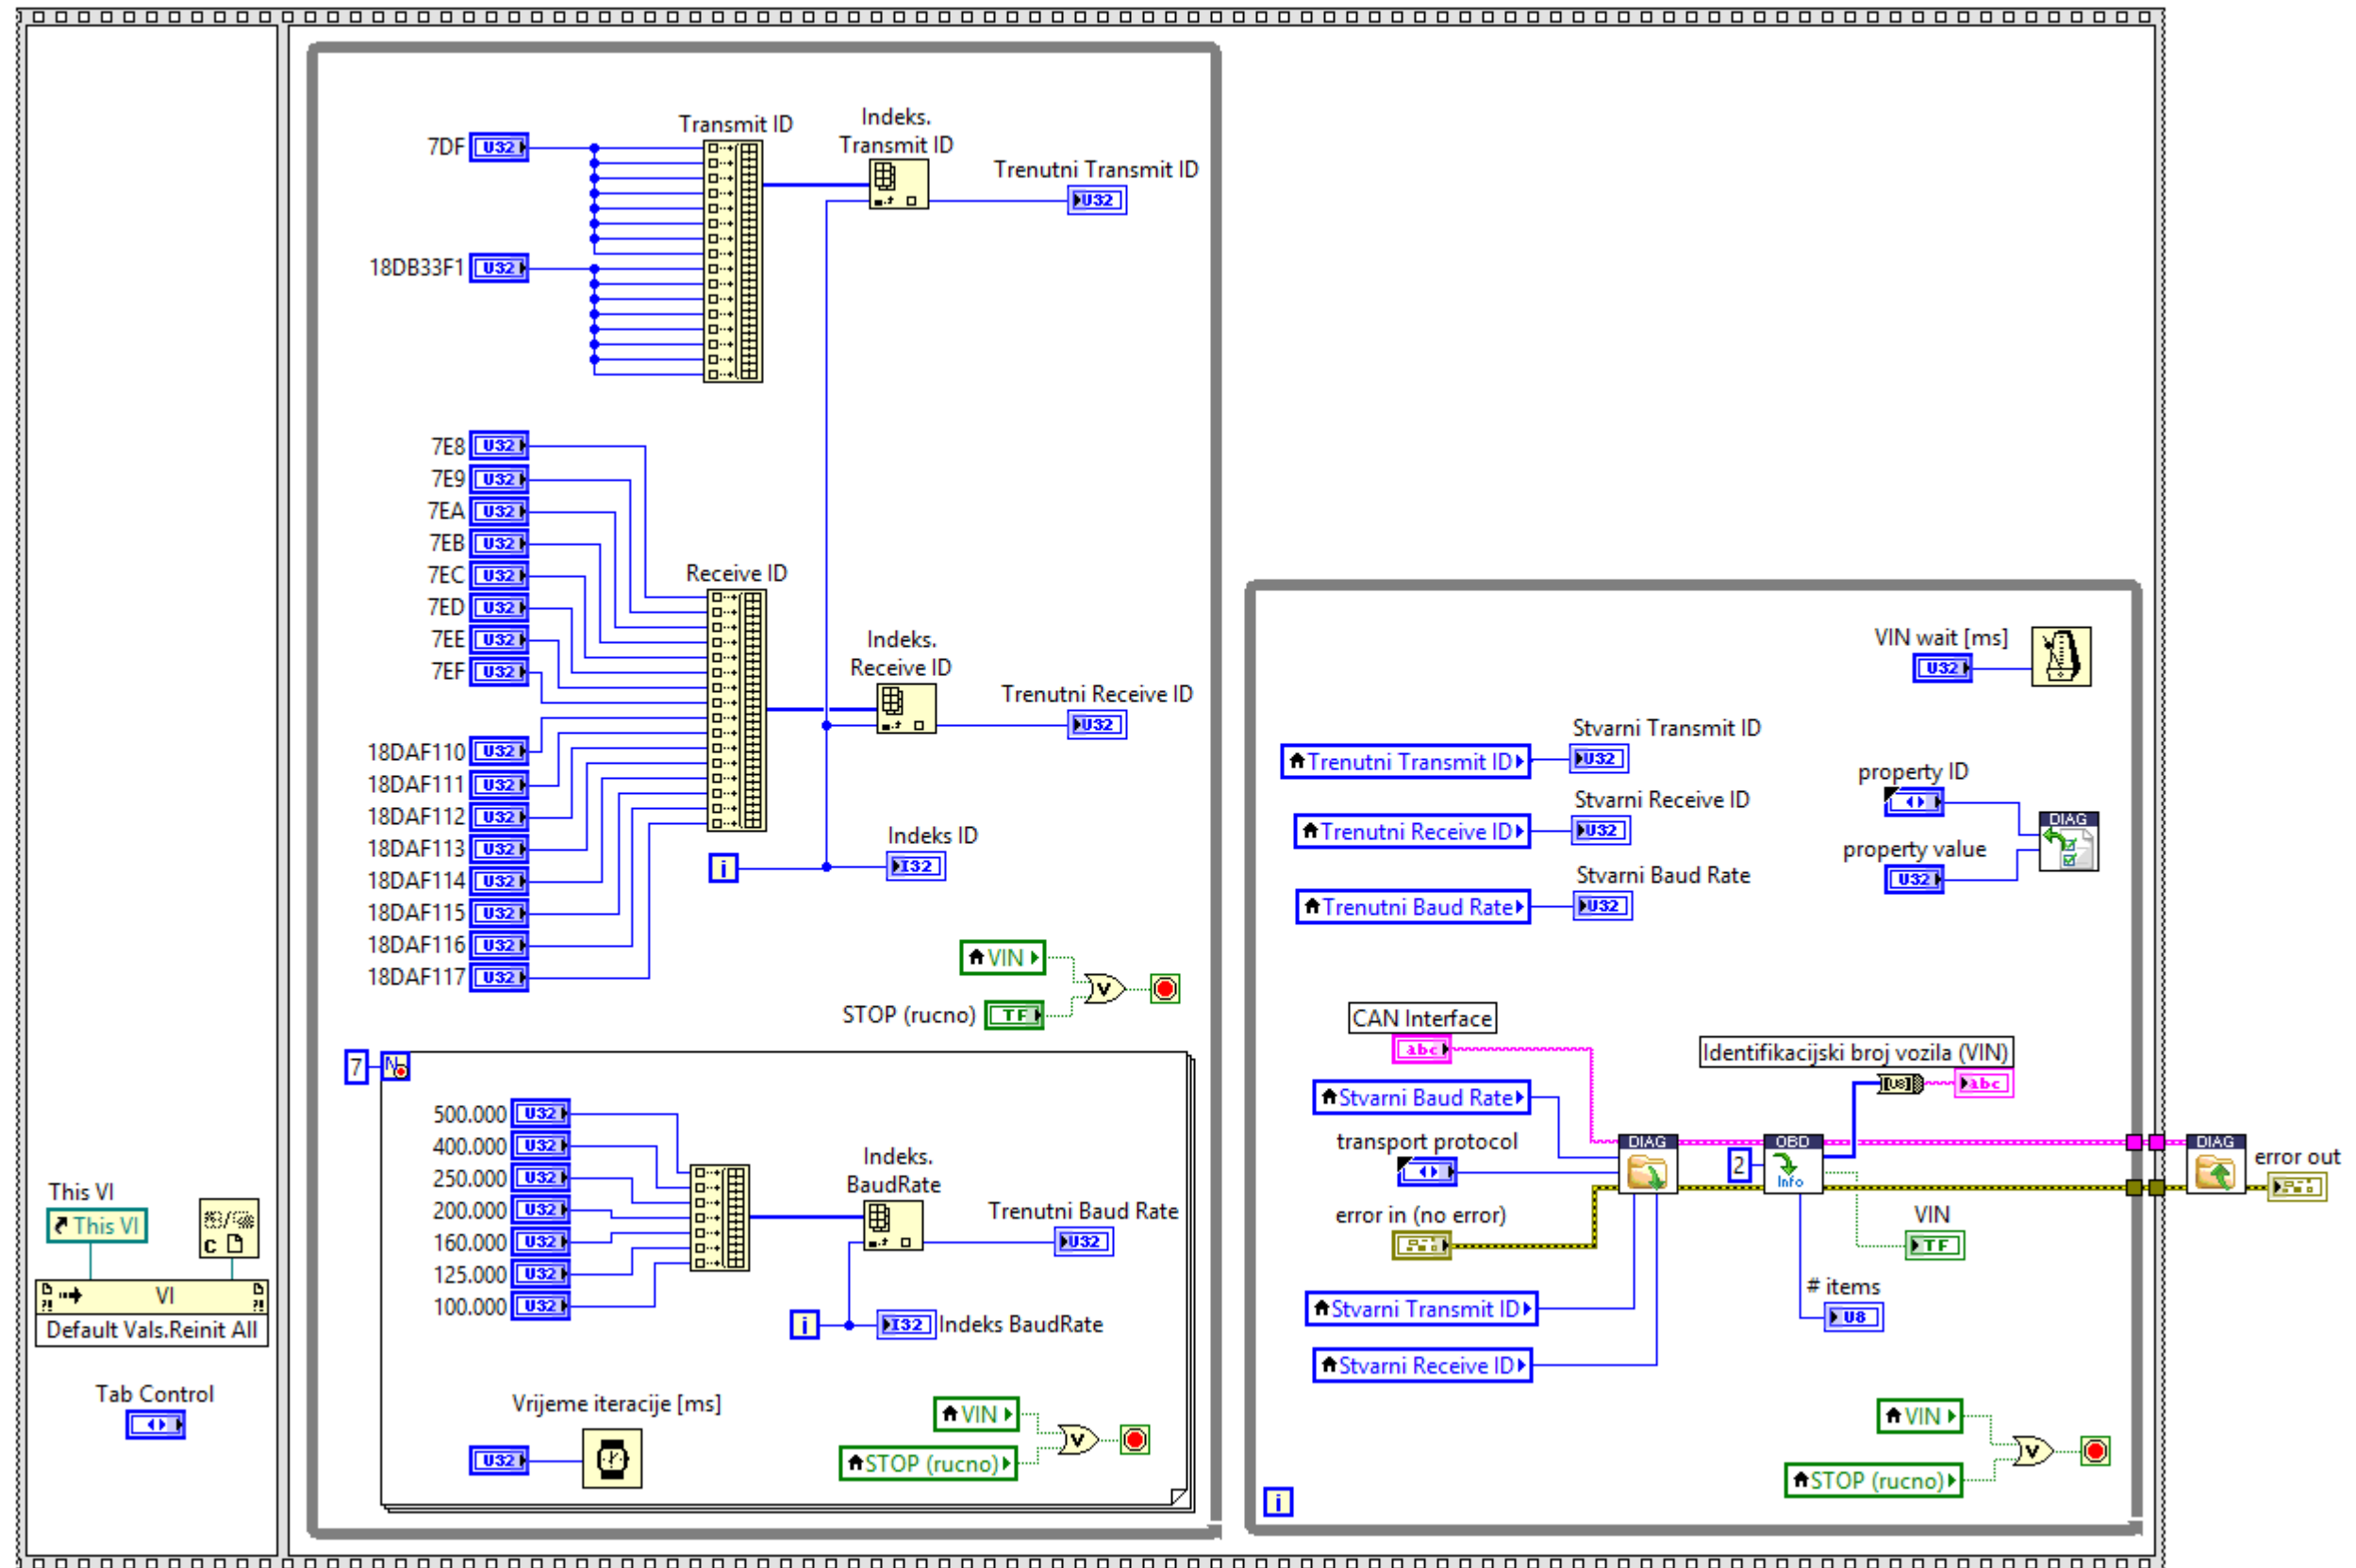 Transmit ID
Indeks.
Transmit ID
Trenutni Transmit ID
7DF
U32
U32
18DB33F1
U32
7E8
U32
7E9
U32
7EA
U32
7EB
U32
7EC
U32
7ED
U32
7EE
U32
7EF
U32
Receive ID
Indeks.
Receive ID
Trenutni Receive ID
U32
18DAF110
U32
18DAF111
U32
18DAF112
U32
18DAF113
U32
18DAF114
U32
18DAF115
U32
18DAF116
U32
18DAF117
U32
i
Indeks ID
I32
VIN
STOP (rucno)
TF
V
7
N
500.000
U32
400.000
U32
250.000
U32
200.000
U32
160.000
U32
125.000
U32
100.000
U32
Indeks.
BaudRate
Trenutni Baud Rate
U32
i
I32
Indeks BaudRate
Vrijeme iteracije [ms]
U32
VIN
STOP (rucno)
V
This VI
This VI
C
VI
Default Vals.Reinit All
Tab Control
VIN wait [ms]
U32
Stvarni Transmit ID
Trenutni Transmit ID
U32
Stvarni Receive ID
Trenutni Receive ID
U32
Stvarni Baud Rate
Trenutni Baud Rate
U32
property ID
DIAG
property value
U32
CAN Interface
abc
Stvarni Baud Rate
transport protocol
error in (no error)
Stvarni Transmit ID
Stvarni Receive ID
DIAG
2
OBD
Info
Identifikacijski broj vozila (VIN)
[U8]
abc
VIN
TF
# items
U8
DIAG
error out
VIN
STOP (rucno)
V
i